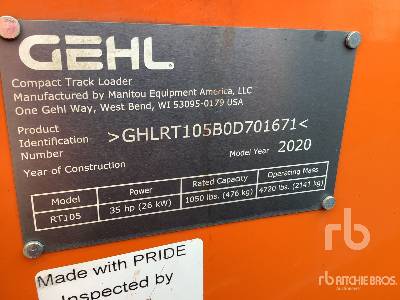 GEHL
Compact Track Loader
Manufactured by Manitou Equipment America, LLC
One Gehl Way, West Bend, WI 53095-0179 USA
Product
Identification
Number
>GHLRT105B0D701671<
Year of Construction
Model Year 2020
Model Power Rated Capacity Operating Mass
RT105 35 hp (26 kW) 1050 lbs. (476 kg) 4720 lbs. (2141 kg)
Made with PRIDE
Inspected by
rb
RITCHIE BROS.
Auctioneers